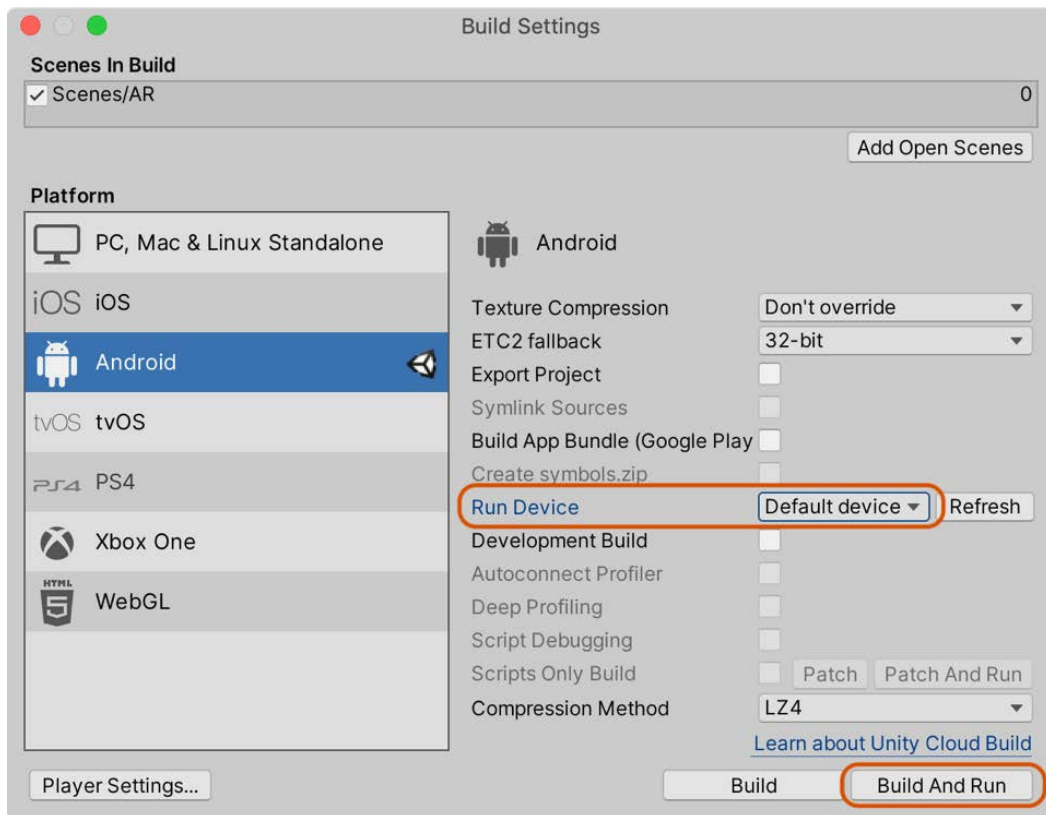 Build Settings
Scenes In Build
Scenes/AR 0
Add Open Scenes
Platform
PC, Mac & Linux Standalone
iOS iOS
Android
tvOS tvOS
PS4 PS4
Xbox One
HTML
5 WebGL
Android
Texture Compression Don't override
ETC2 fallback 32-bit
Export Project
Symlink Sources
Build App Bundle (Google Play
Create symbols.zip
Run Device Default device Refresh
Development Build
Autoconnect Profiler
Deep Profiling
Script Debugging
Scripts Only Build Patch Patch And Run
Compression Method LZ4
Learn about Unity Cloud Build
Player Settings... Build Build And Run